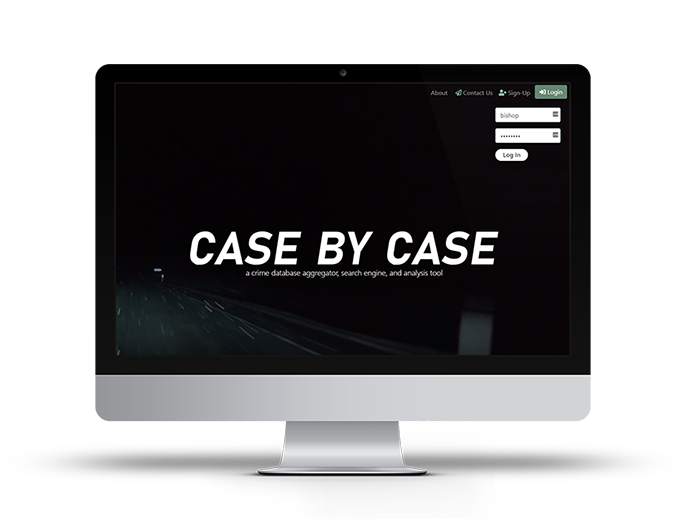 About Contact Us Sign-Up Login
bishop
••••••••
Log In
CASE BY CASE
a crime database aggregator, search engine, and analysis tool